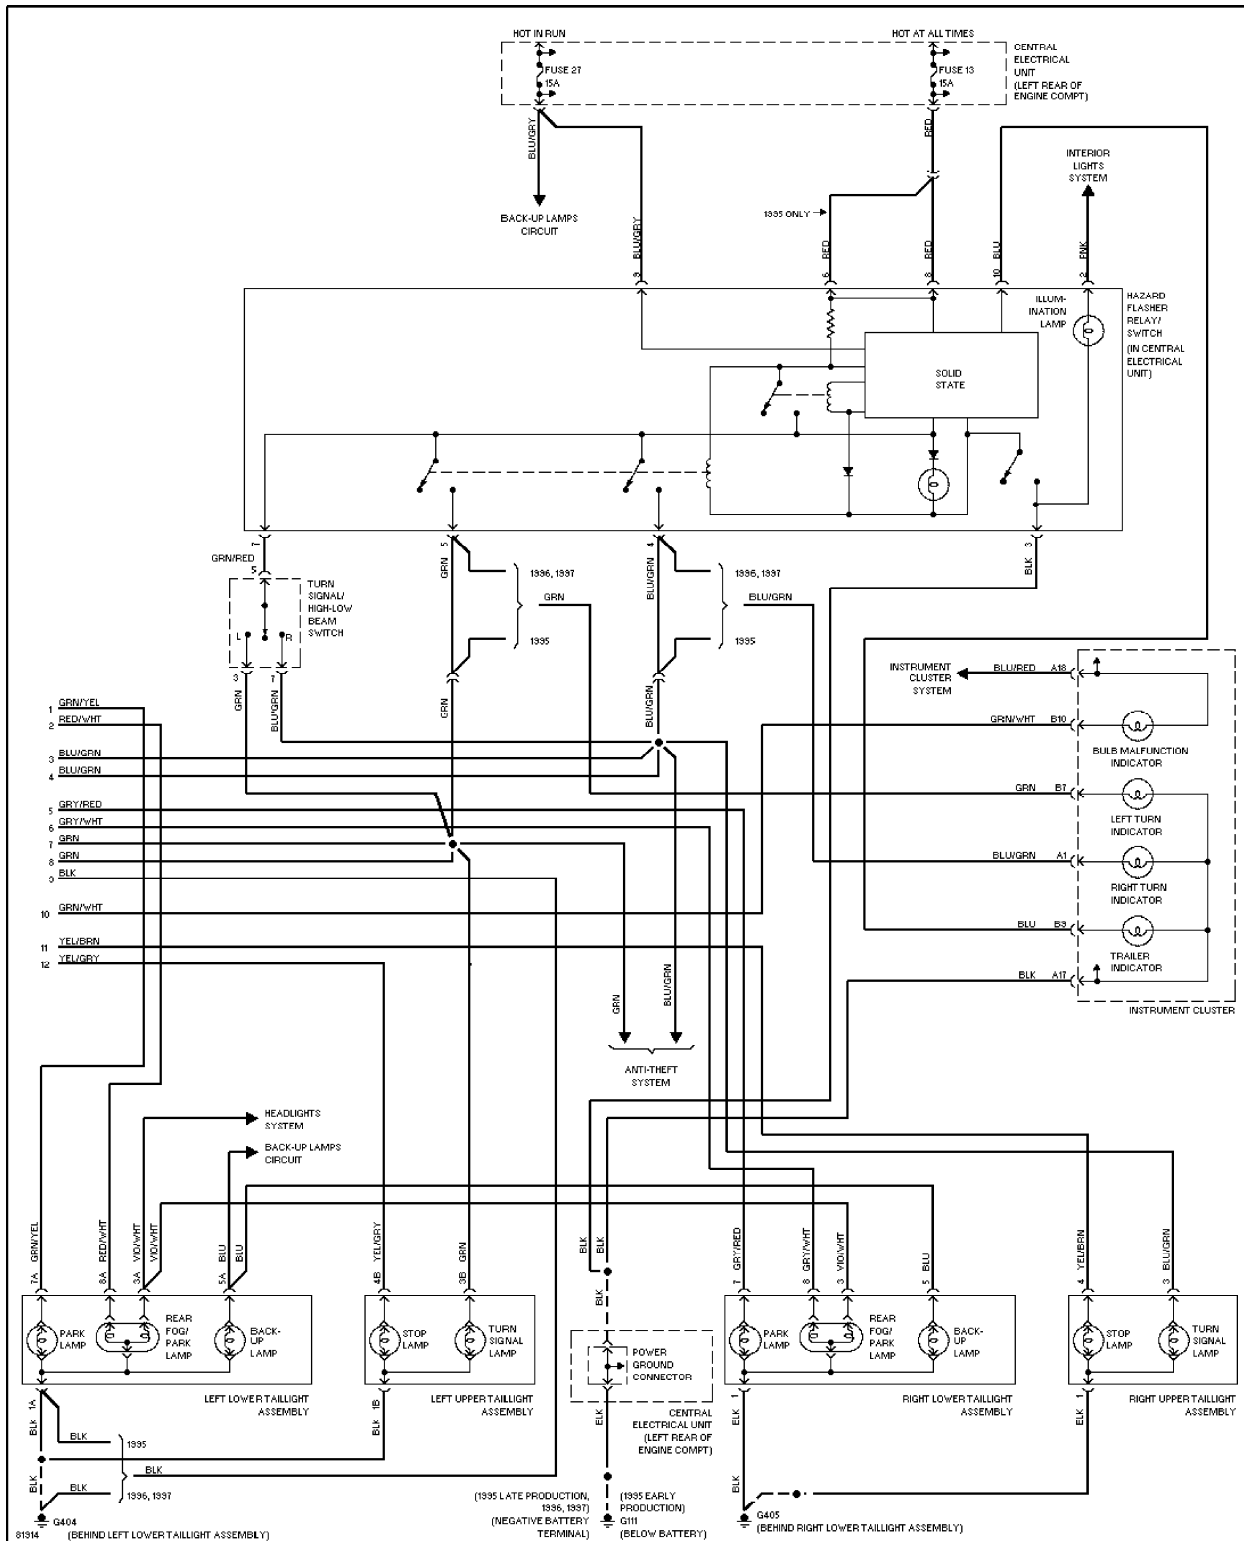 HOT IN RUN
HOT AT ALL TIMES
FUSE 27
15A
FUSE 13
15A
CENTRAL
ELECTRICAL
UNIT
(LEFT REAR OF
ENGINE COMPT)
BLU/GRY
RED
BACK-UP LAMPS
CIRCUIT
INTERIOR
LIGHTS
SYSTEM
1995 ONLY
9 BLU/GRY
6 RED
8 RED
10 BLU
2 PNK
ILLUM-
INATION
LAMP
HAZARD
FLASHER
RELAY/
SWITCH
(IN CENTRAL
ELECTRICAL
UNIT)
SOLID
STATE
7
GRN/RED
5
5
GRN
4
BLU/GRN
3
BLK
1996, 1997
GRN
1995
1996, 1997
BLU/GRN
1995
TURN
SIGNAL/
HIGH-LOW
BEAM
SWITCH
L
R
3
GRN
7
BLU/GRN
GRN
BLU/GRN
INSTRUMENT
CLUSTER
SYSTEM
BLU/RED A18
GRN/WHT B10
BULB MALFUNCTION
INDICATOR
GRN B7
LEFT TURN
INDICATOR
BLU/GRN A1
RIGHT TURN
INDICATOR
BLU B9
TRAILER
INDICATOR
BLK A17
INSTRUMENT CLUSTER
1 GRN/YEL
2 RED/WHT
3 BLU/GRN
4 BLU/GRN
5 GRY/RED
6 GRY/WHT
7 GRN
8 GRN
9 BLK
10 GRN/WHT
11 YEL/BRN
12 YEL/GRY
GRN
BLU/GRN
ANTI-THEFT
SYSTEM
HEADLIGHTS
SYSTEM
BACK-UP LAMPS
CIRCUIT
7A GRN/YEL
8A RED/WHT
3A VIO/WHT
VIO/WHT
5A BLU
BLU
4B YEL/GRY
3B GRN
BLK
BLK
BLK
7 GRY/RED
8 GRY/WHT
3 VIO/WHT
5 BLU
4 YEL/BRN
3 BLU/GRN
PARK
LAMP
REAR
FOG/
PARK
LAMP
BACK-
UP
LAMP
LEFT LOWER TAILLIGHT
ASSEMBLY
STOP
LAMP
TURN
SIGNAL
LAMP
LEFT UPPER TAILLIGHT
ASSEMBLY
POWER
GROUND
CONNECTOR
CENTRAL
ELECTRICAL UNIT
(LEFT REAR OF
ENGINE COMPT)
PARK
LAMP
REAR
FOG/
PARK
LAMP
BACK-
UP
LAMP
RIGHT LOWER TAILLIGHT
ASSEMBLY
STOP
LAMP
TURN
SIGNAL
LAMP
RIGHT UPPER TAILLIGHT
ASSEMBLY
BLK 1A
BLK 1B
BLK
1995
BLK
BLK
BLK
1996, 1997
BLK
BLK 1
BLK 1
G404
(BEHIND LEFT LOWER TAILLIGHT ASSEMBLY)
(1995 LATE PRODUCTION,
1996, 1997)
(NEGATIVE BATTERY
TERMINAL)
(1995 EARLY
PRODUCTION)
G111
(BELOW BATTERY)
G405
(BEHIND RIGHT LOWER TAILLIGHT ASSEMBLY)
81914